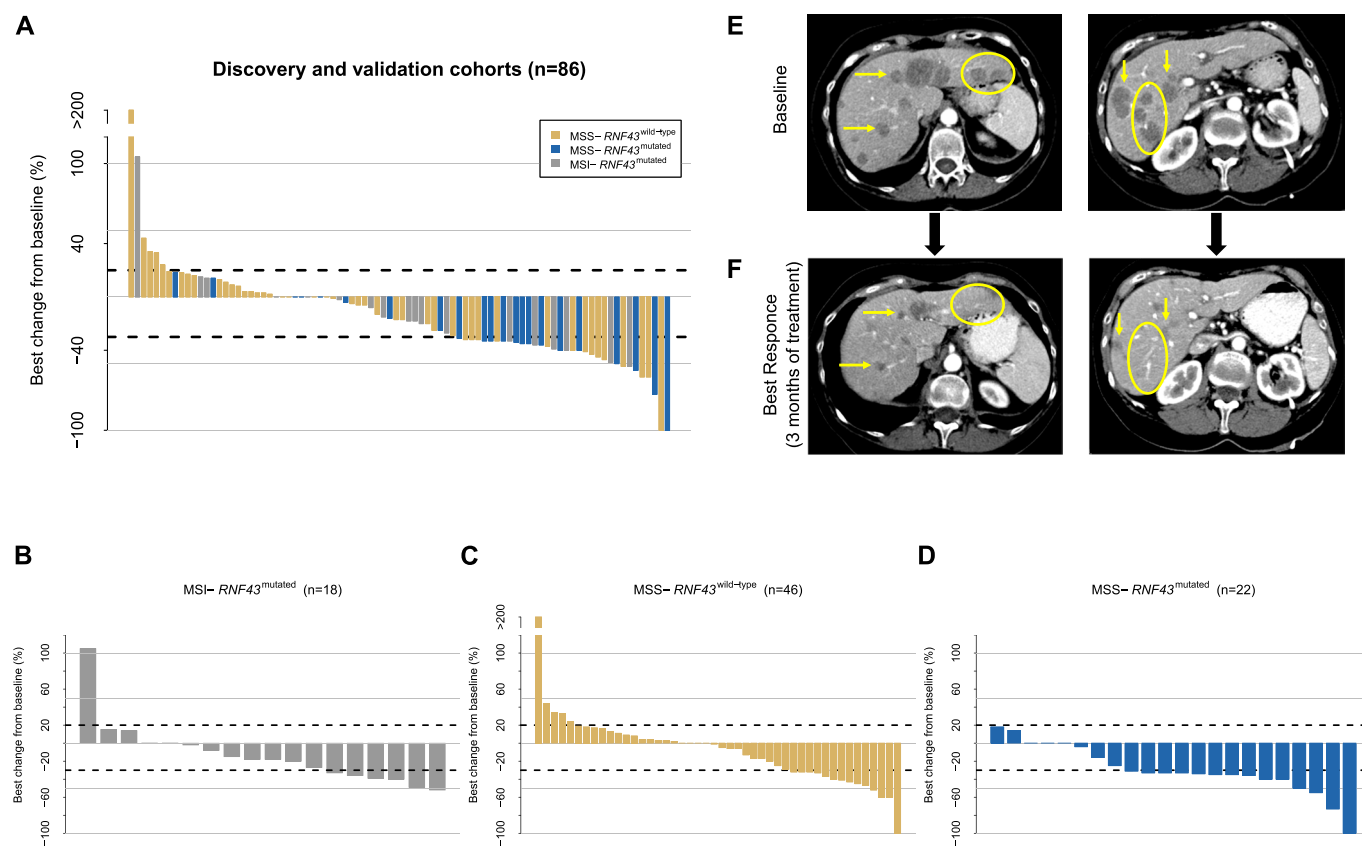 A
Discovery and validation cohorts (n=86)
Best change from baseline (%)
>200
100
40
−40
−100
MSS− RNF43wild−type
MSS− RNF43mutated
MSI− RNF43mutated
E
Baseline
F
Best Responce
(3 months of treatment)
B
MSI− RNF43mutated (n=18)
Best change from baseline (%)
100
60
20
−20
−60
−100
C
MSS− RNF43wild−type (n=46)
Best change from baseline (%)
>200
100
60
20
−20
−60
−100
D
MSS− RNF43mutated (n=22)
Best change from baseline (%)
100
60
20
−20
−60
−100